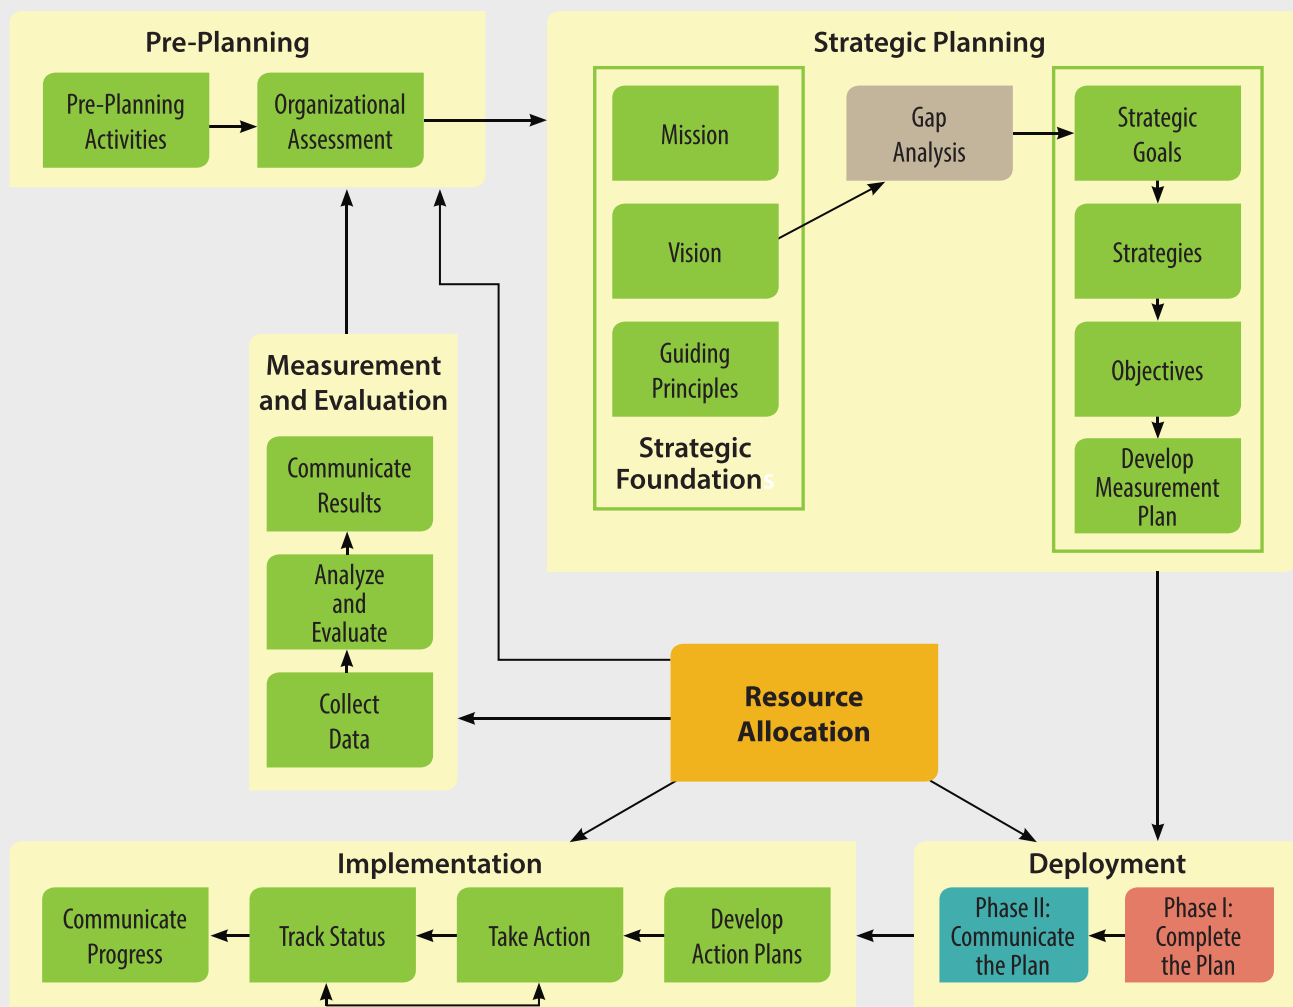 Pre-Planning
Pre-Planning
Activities
Organizational
Assessment
Strategic Planning
Mission
Vision
Guiding
Principles
Strategic
Foundations
Gap
Analysis
Strategic
Goals
Strategies
Objectives
Develop
Measurement
Plan
Measurement
and Evaluation
Communicate
Results
Analyze
and
Evaluate
Collect
Data
Resource
Allocation
Implementation
Communicate
Progress
Track Status
Take Action
Develop
Action Plans
Deployment
Phase II:
Communicate
the Plan
Phase I:
Complete
the Plan